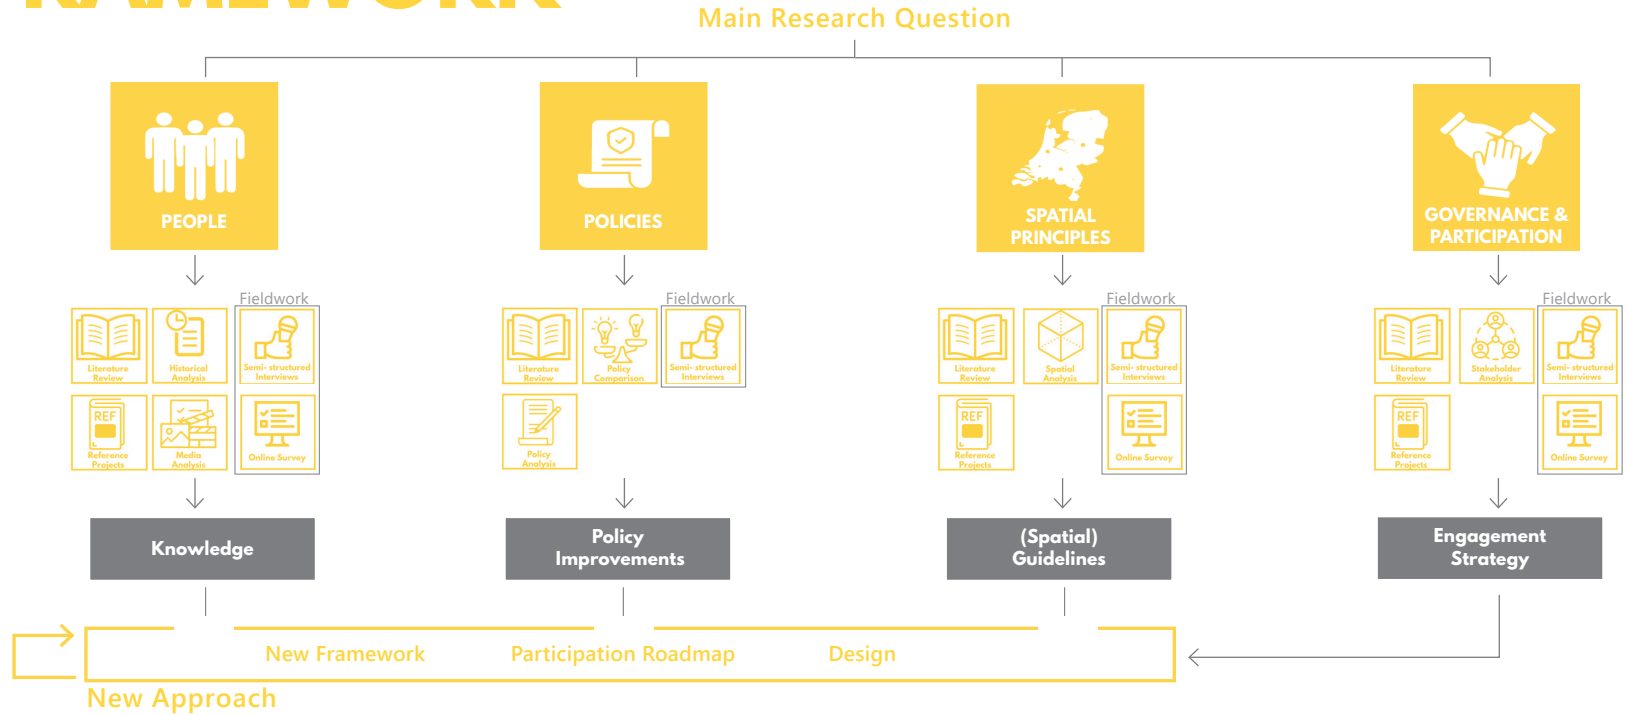 RAMEWORK
Main Research Question
PEOPLE
POLICIES
SPATIAL
PRINCIPLES
GOVERNANCE &
PARTICIPATION
Fieldwork
Literature
Review
Historical
Analysis
Semi- structured
Interviews
REF
Reference
Projects
Media
Analysis
Online Survey
Fieldwork
Literature
Review
Policy
Comparison
Semi- structured
Interviews
Policy
Analysis
Fieldwork
Literature
Review
Spatial
Analysis
Semi- structured
Interviews
REF
Reference
Projects
Online Survey
Fieldwork
Literature
Review
Stakeholder
Analysis
Semi- structured
Interviews
REF
Reference
Projects
Online Survey
Knowledge
Policy
Improvements
(Spatial)
Guidelines
Engagement
Strategy
New Framework
Participation Roadmap
Design
New Approach